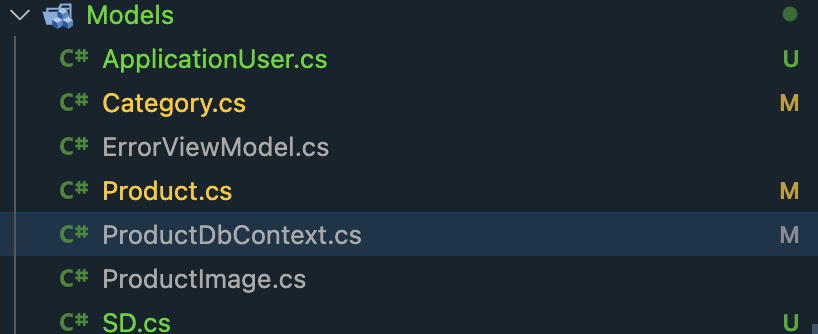 Models
C# ApplicationUser.cs U
C# Category.cs M
C# ErrorViewModel.cs
C# Product.cs M
C# ProductDbContext.cs M
C# ProductImage.cs
C# SD.cs U